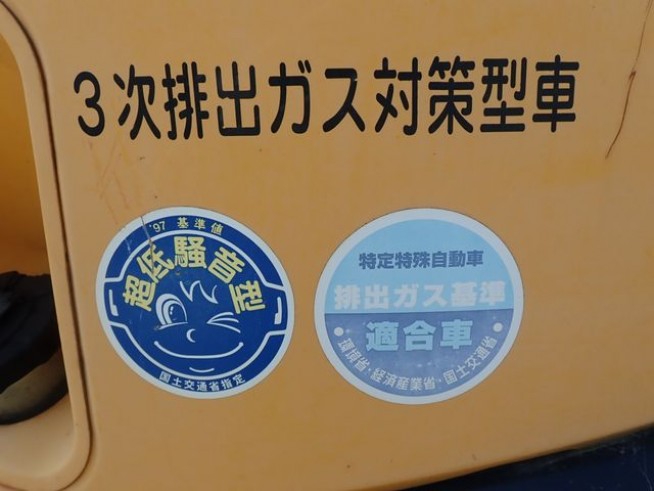 3次排出ガス対策型車
'97 基準値
超低騒音型
国土交通省指定
特定特殊自動車
排出ガス基準
適合車
・環境省・経済産業省・国土交通省・